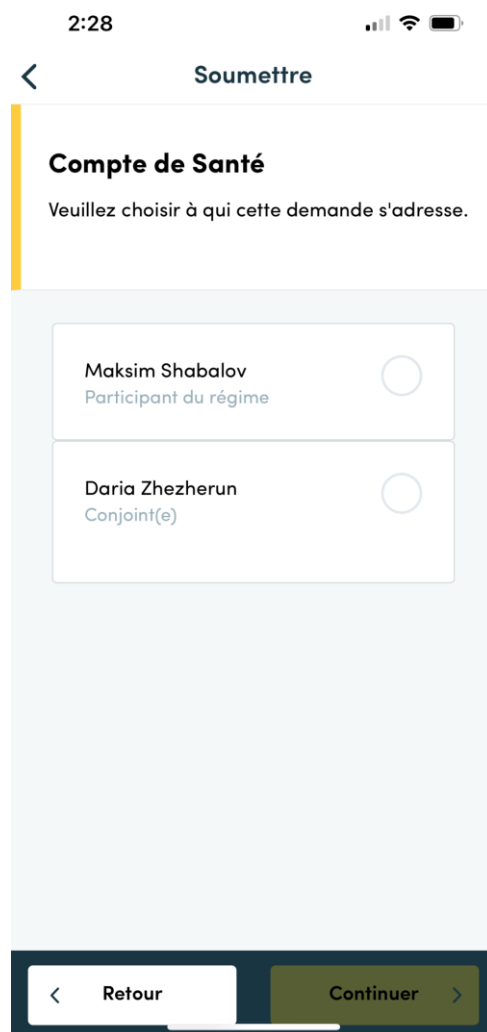 2:28
Soumettre
Compte de Santé
Veuillez choisir à qui cette demande s'adresse.
Maksim Shabalov
Participant du régime
Daria Zhezherun
Conjoint(e)
Retour
Continuer